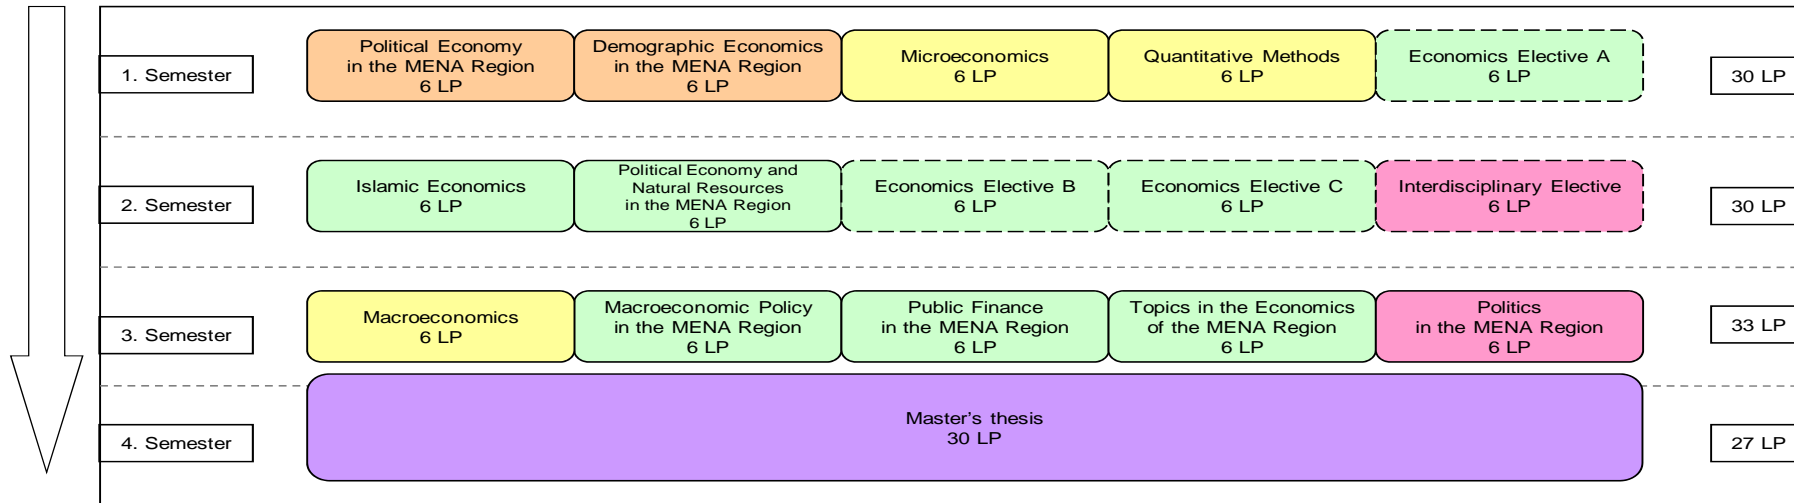 1. Semester
Political Economy
in the MENA Region
6 LP
Demographic Economics
in the MENA Region
6 LP
Microeconomics
6 LP
Quantitative Methods
6 LP
Economics Elective A
6 LP
30 LP
2. Semester
Islamic Economics
6 LP
Political Economy and
Natural Resources
in the MENA Region
6 LP
Economics Elective B
6 LP
Economics Elective C
6 LP
Interdisciplinary Elective
6 LP
30 LP
3. Semester
Macroeconomics
6 LP
Macroeconomic Policy
in the MENA Region
6 LP
Public Finance
in the MENA Region
6 LP
Topics in the Economics
of the MENA Region
6 LP
Politics
in the MENA Region
6 LP
33 LP
4. Semester
Master’s thesis
30 LP
27 LP